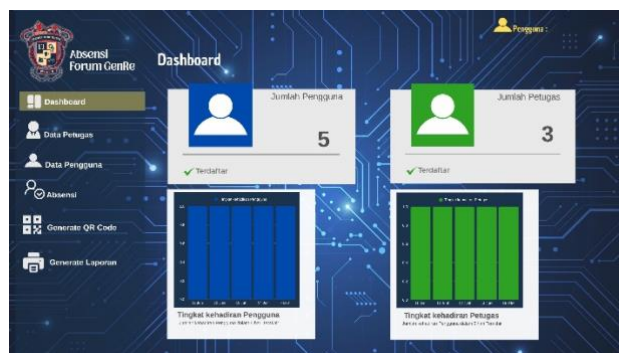 Absensi
Forum GenRe
Dashboard
Pengguna :
Dashboard
Data Petugas
Data Pengguna
Absensi
Generate QR Code
Generate Laporan
Jumlah Pengguna
5
Terdaftar
Jumlah Petugas
3
Terdaftar
Tingkat kehadiran Pengguna
Tingkat kehadiran Petugas